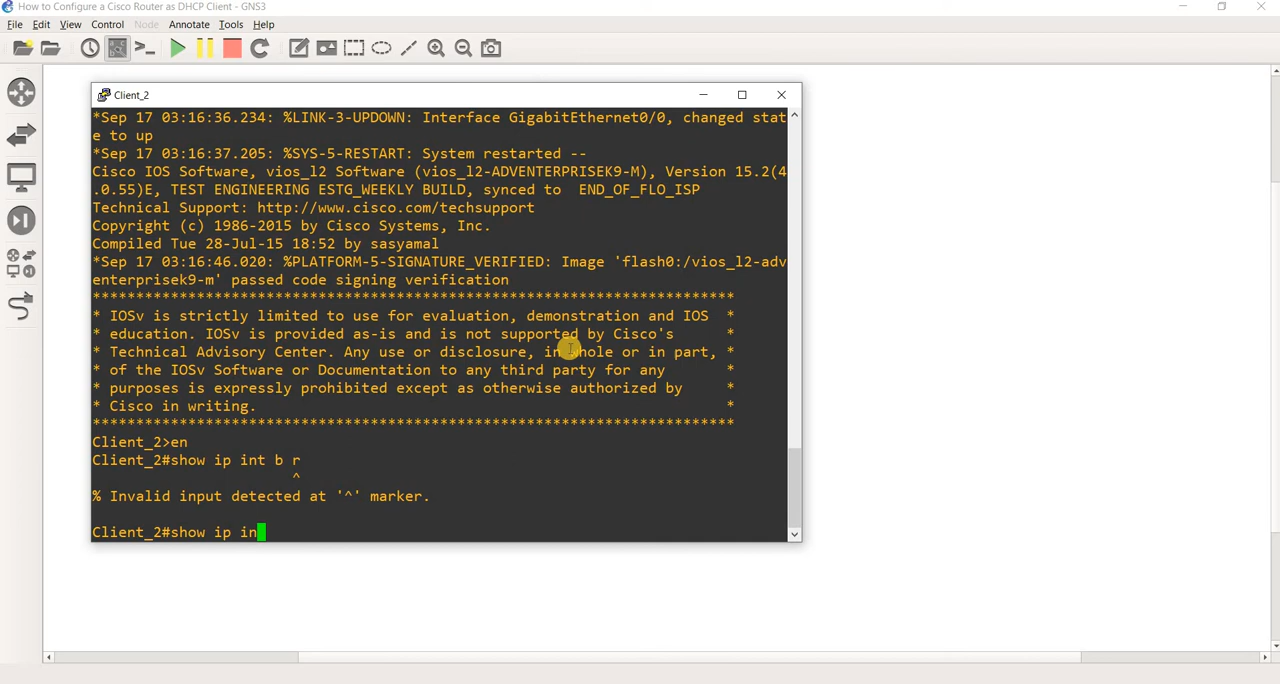 How to Configure a Cisco Router as DHCP Client - GNS3
File Edit View Control Node Annotate Tools Help
Client_2
*Sep 17 03:16:36.234: %LINK-3-UPDOWN: Interface GigabitEthernet0/0, changed stat
e to up
*Sep 17 03:16:37.205: %SYS-5-RESTART: System restarted --
Cisco IOS Software, vios_l2 Software (vios_l2-ADVENTERPRISEK9-M), Version 15.2(4
.0.55)E, TEST ENGINEERING ESTG_WEEKLY BUILD, synced to  END_OF_FLO_ISP
Technical Support: http://www.cisco.com/techsupport
Copyright (c) 1986-2015 by Cisco Systems, Inc.
Compiled Tue 28-Jul-15 18:52 by sasyamal
*Sep 17 03:16:46.020: %PLATFORM-5-SIGNATURE_VERIFIED: Image 'flash0:/vios_l2-adv
enterprisek9-m' passed code signing verification
**************************************************************************
* IOSv is strictly limited to use for evaluation, demonstration and IOS  *
* education. IOSv is provided as-is and is not supported by Cisco's      *
* Technical Advisory Center. Any use or disclosure, in whole or in part, *
* of the IOSv Software or Documentation to any third party for any       *
* purposes is expressly prohibited except as otherwise authorized by     *
* Cisco in writing.                                                      *
**************************************************************************
Client_2>en
Client_2#show ip int b r
^
% Invalid input detected at '^' marker.
Client_2#show ip in